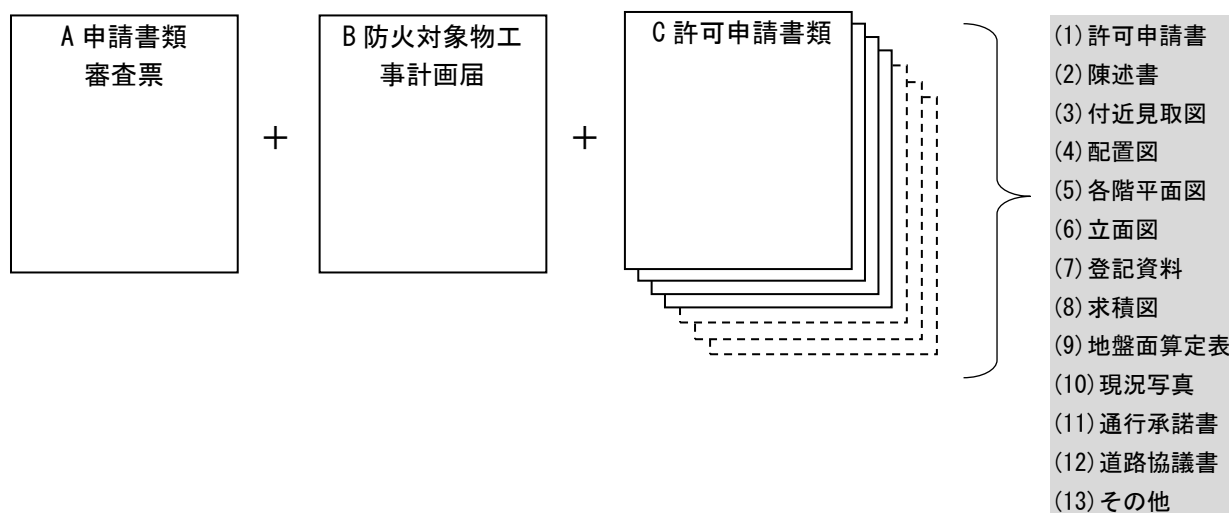 A 申請書類
審査票
+
B 防火対象物工
事計画届
+
C 許可申請書類
(1) 許可申請書
(2) 陳述書
(3) 付近見取図
(4) 配置図
(5) 各階平面図
(6) 立面図
(7) 登記資料
(8) 求積図
(9) 地盤面算定表
(10) 現況写真
(11) 通行承諾書
(12) 道路協議書
(13) その他